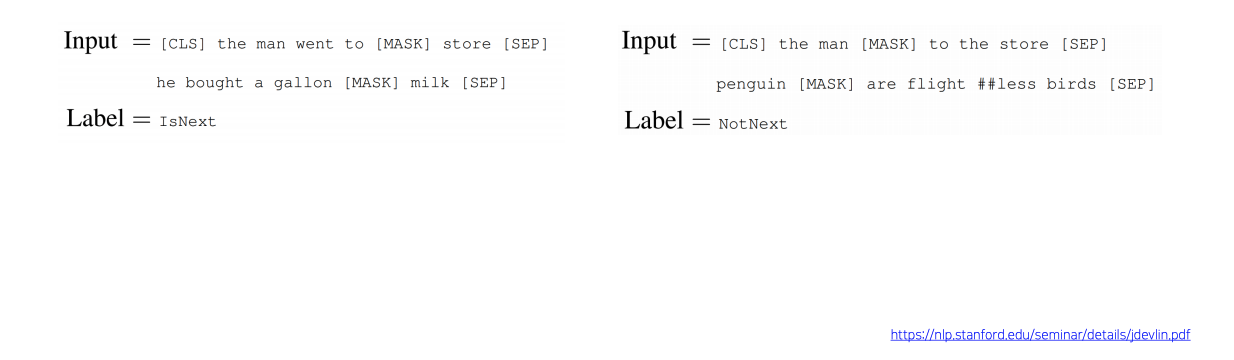 Input = [CLS] the man went to [MASK] store [SEP]
he bought a gallon [MASK] milk [SEP]
Label = IsNext
Input = [CLS] the man [MASK] to the store [SEP]
penguin [MASK] are flight ##less birds [SEP]
Label = NotNext
https://nlp.stanford.edu/seminar/details/jdevlin.pdf